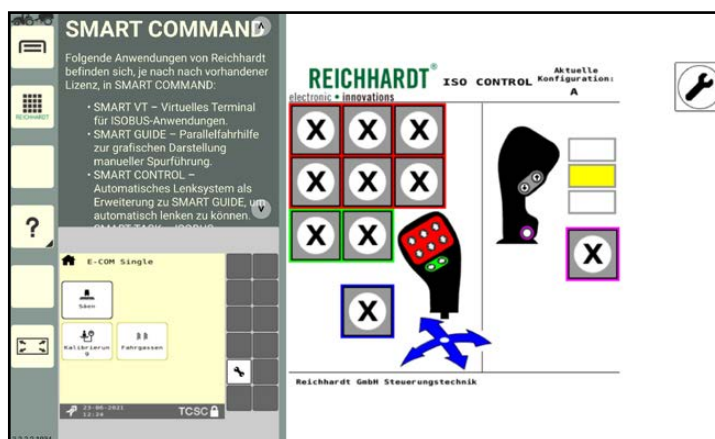 SMART COMMAND
Folgende Anwendungen von Reichhardt
befinden sich, je nach nach vorhandener
Lizenz, in SMART COMMAND:
• SMART VT – Virtuelles Terminal
für ISOBUS-Anwendungen.
• SMART GUIDE – Parallelfahrhilfe
zur grafischen Darstellung
manueller Spurführung.
• SMART CONTROL –
Automatisches Lenksystem als
Erweiterung zu SMART GUIDE, um
automatisch lenken zu können.
REICHHARDT
?
E-COM Single
Säen
Kalibrierun
g
Fahrgassen
23-06-2021
12:24
TCSC
REICHHARDT®
electronic • innovations
ISO CONTROL
Aktuelle
Konfiguration:
A
X X X
X X X
X X
X
X
Reichhardt GmbH Steuerungstechnik